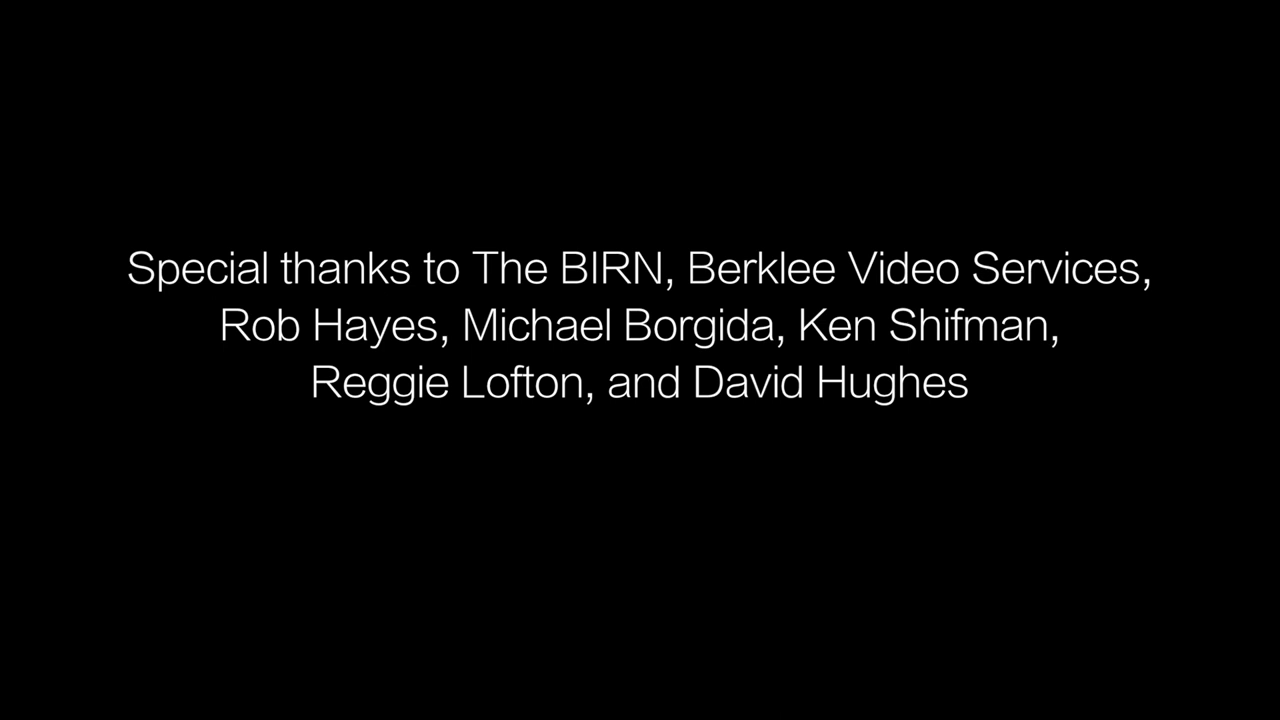 Special thanks to The BIRN, Berklee Video Services,
Rob Hayes, Michael Borgida, Ken Shifman,
Reggie Lofton, and David Hughes